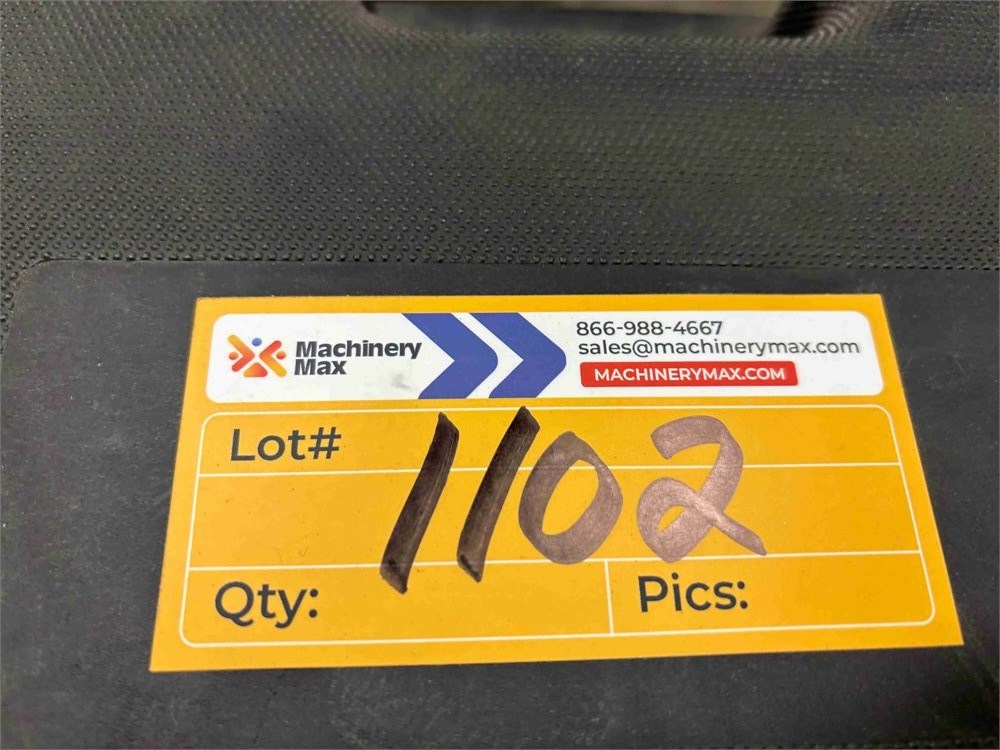 Machinery
Max
866-988-4667
sales@machinerymax.com
MACHINERYMAX.COM
Lot# 1102
Qty:
Pics: